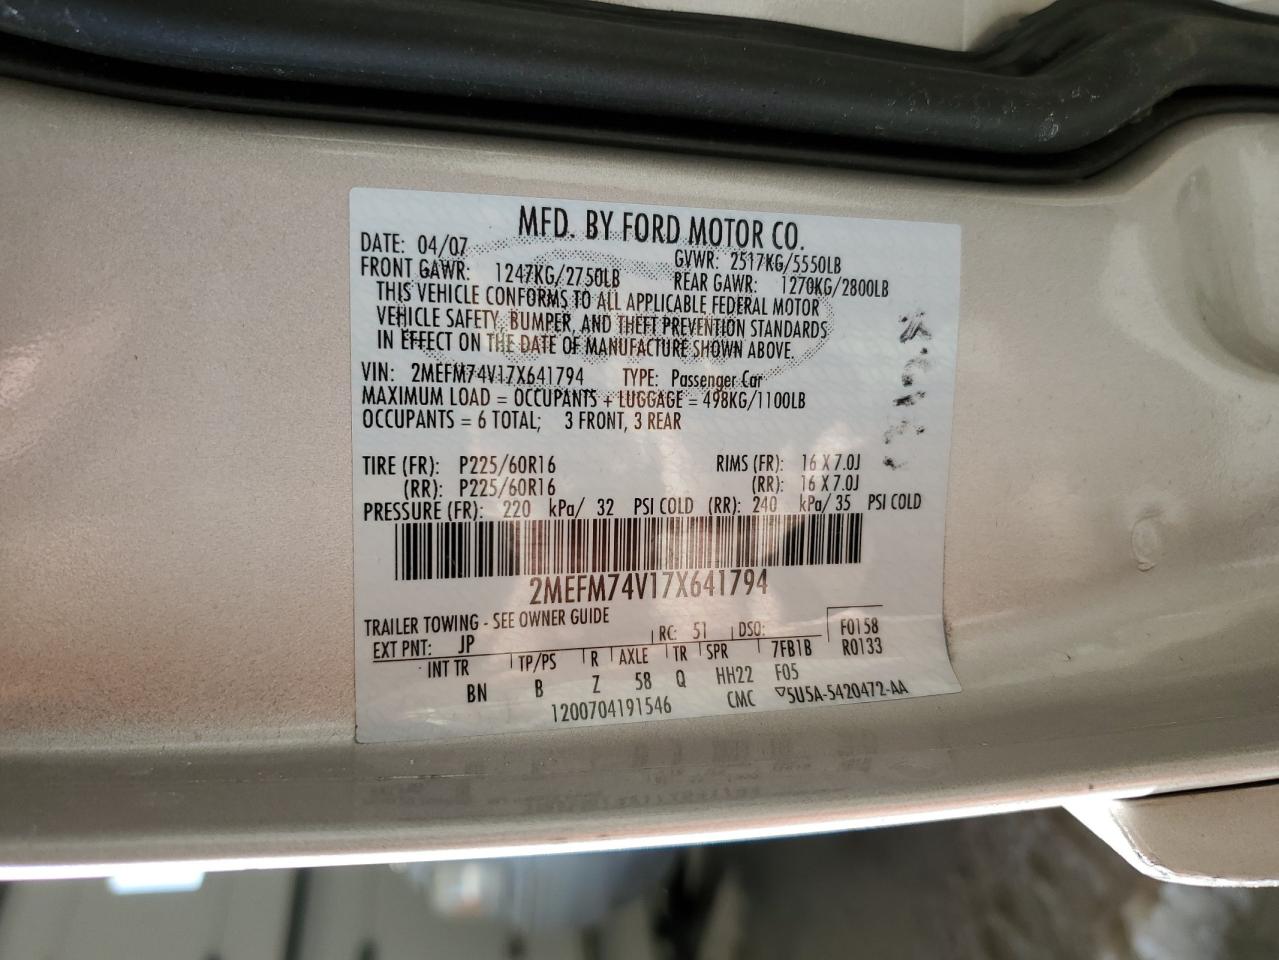 MFD. BY FORD MOTOR CO.
DATE: 04/07 GVWR: 2517KG/5550LB
FRONT GAWR: 1247KG/2750LB REAR GAWR: 1270KG/2800LB
THIS VEHICLE CONFORMS TO ALL APPLICABLE FEDERAL MOTOR
VEHICLE SAFETY, BUMPER, AND THEFT PREVENTION STANDARDS
IN EFFECT ON THE DATE OF MANUFACTURE SHOWN ABOVE.
VIN: 2MEFM74V17X641794 TYPE: Passenger Car
MAXIMUM LOAD = OCCUPANTS + LUGGAGE = 498KG/1100LB
OCCUPANTS = 6 TOTAL; 3 FRONT, 3 REAR
TIRE (FR): P225/60R16 RIMS (FR): 16 X 7.0J
(RR): P225/60R16 (RR): 16 X 7.0J
PRESSURE (FR): 220 kPa/ 32 PSI COLD (RR): 240 kPa/ 35 PSI COLD
2MEFM74V17X641794
TRAILER TOWING - SEE OWNER GUIDE
EXT PNT: JP RC: 51 DSO: F0158
INT TR TP/PS R AXLE TR SPR 7FB1B R0133
BN B Z 58 Q HH22 F05
1200704191546 CMC ▽5U5A-5420472-AA